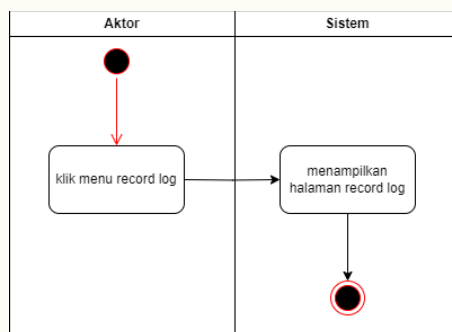 Aktor
Sistem
klik menu record log
menampilkan
halaman record log